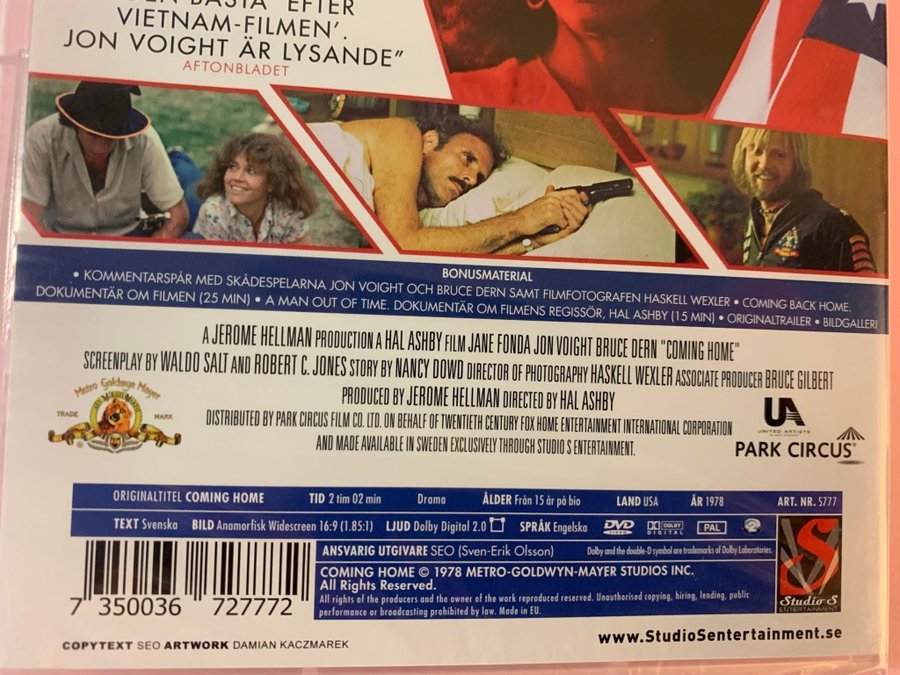 DEN BÄSTA 'EFTER
VIETNAM-FILMEN'.
JON VOIGHT ÄR LYSANDE"
AFTONBLADET
BONUSMATERIAL
• KOMMENTARSPÅR MED SKÅDESPELARNA JON VOIGHT OCH BRUCE DERN SAMT FILMFOTOGRAFEN HASKELL WEXLER • COMING BACK HOME.
DOKUMENTÄR OM FILMEN (25 MIN) • A MAN OUT OF TIME. DOKUMENTÄR OM FILMENS REGISSÖR, HAL ASHBY (15 MIN) • ORIGINALTRAILER • BILDGALLERI
A JEROME HELLMAN PRODUCTION A HAL ASHBY FILM JANE FONDA JON VOIGHT BRUCE DERN "COMING HOME"
SCREENPLAY BY WALDO SALT AND ROBERT C. JONES STORY BY NANCY DOWD DIRECTOR OF PHOTOGRAPHY HASKELL WEXLER ASSOCIATE PRODUCER BRUCE GILBERT
PRODUCED BY JEROME HELLMAN DIRECTED BY HAL ASHBY
DISTRIBUTED BY PARK CIRCUS FILM CO. LTD. ON BEHALF OF TWENTIETH CENTURY FOX HOME ENTERTAINMENT INTERNATIONAL CORPORATION
AND MADE AVAILABLE IN SWEDEN EXCLUSIVELY THROUGH STUDIO S ENTERTAINMENT.
Metro Goldwyn Mayer
TRADE MARK
UA
UNITED ARTISTS
PARK CIRCUS
ORIGINALTITEL COMING HOME TID 2 tim 02 min Drama ÅLDER Från 15 år på bio LAND USA ÅR 1978 ART. NR. S777
TEXT Svenska BILD Anamorfisk Widescreen 16:9 (1.85:1) LJUD Dolby Digital 2.0 SPRÅK Engelska DVD VIDEO DOLBY DIGITAL PAL 2
ANSVARIG UTGIVARE SEO (Sven-Erik Olsson) Dolby and the double-D symbol are trademarks of Dolby Laboratories.
COMING HOME © 1978 METRO-GOLDWYN-MAYER STUDIOS INC.
All Rights Reserved.
All rights of the producers and the owner of the work reproduced reserved. Unauthorised copying, hiring, lending, public
performance or broadcasting prohibited by law. Made in EU.
7 350036 727772
S
Studio S
ENTERTAINMENT
COPYTEXT SEO ARTWORK DAMIAN KACZMAREK
www.StudioSentertainment.se